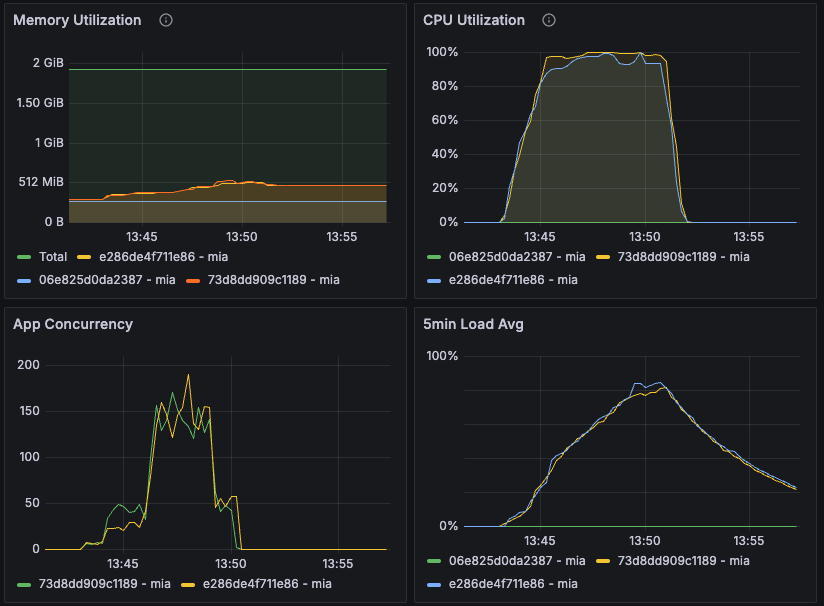 Memory Utilization
2 GiB
1.50 GiB
1 GiB
512 MiB
0 B
13:45 13:50 13:55
Total e286de4f711e86 - mia
06e825d0da2387 - mia 73d8dd909c1189 - mia
CPU Utilization
100%
80%
60%
40%
20%
0%
13:45 13:50 13:55
06e825d0da2387 - mia 73d8dd909c1189 - mia
e286de4f711e86 - mia
App Concurrency
200
150
100
50
0
13:45 13:50 13:55
73d8dd909c1189 - mia e286de4f711e86 - mia
5min Load Avg
100%
0%
13:45 13:50 13:55
06e825d0da2387 - mia 73d8dd909c1189 - mia
e286de4f711e86 - mia